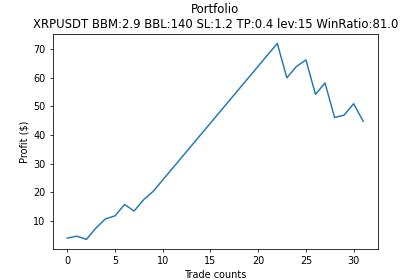 Portfolio
XRPUSDT BBM:2.9 BBL:140 SL:1.2 TP:0.4 lev:15 WinRatio:81.0
Profit ($)
70
60
50
40
30
20
10
0 5 10 15 20 25 30
Trade counts